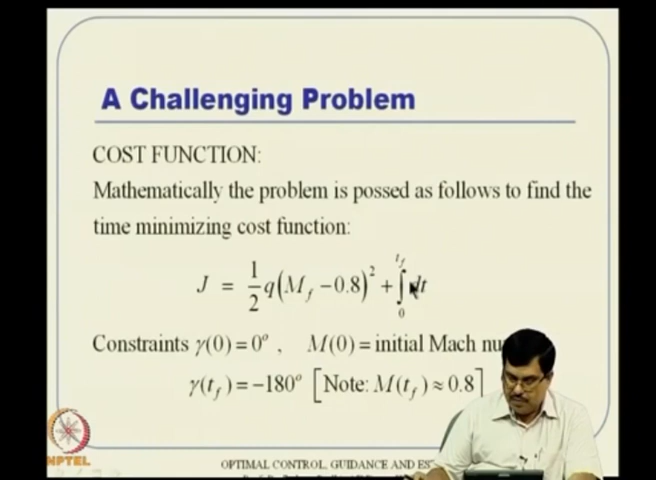 A Challenging Problem
COST FUNCTION:
Mathematically the problem is possed as follows to find the
time minimizing cost function:
J = 1/2 q(M_f −0.8)^2 + ∫_0^{t_f} dt
Constraints γ(0) = 0°, M(0) = initial Mach nu
γ(t_f) = −180° [Note: M(t_f) ≈ 0.8]
NPTEL
OPTIMAL CONTROL, GUIDANCE AND ES